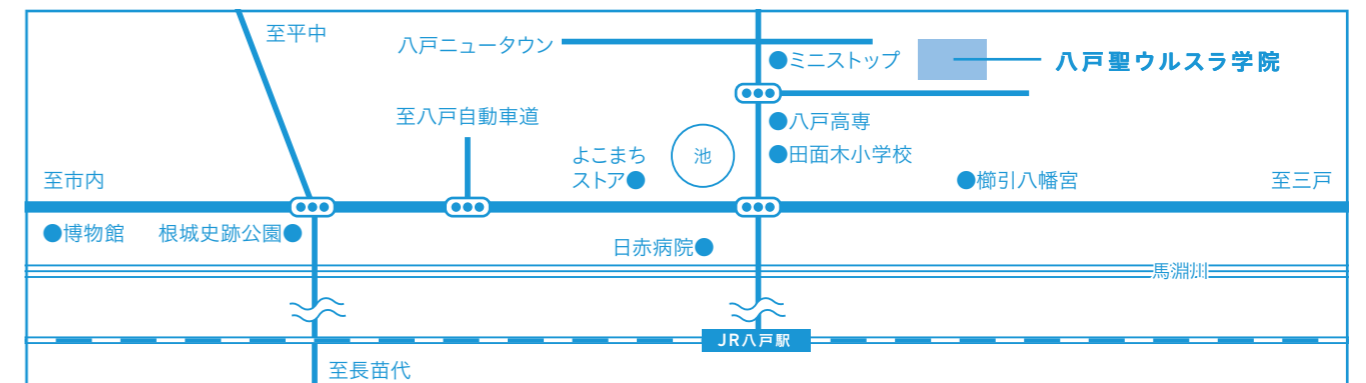 至平中
八戸ニュータウン
●ミニストップ
八戸聖ウルスラ学院
至八戸自動車道
●八戸高専
よこまち
ストア●
池
●田面木小学校
至市内
●櫛引八幡宮
至三戸
●博物館
根城史跡公園●
日赤病院●
馬淵川
JR八戸駅
至長苗代